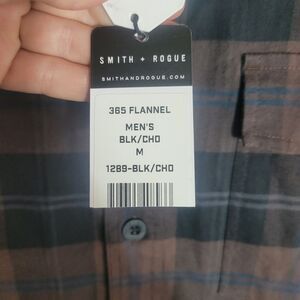 SMITH + ROGUE
SMITHANDROGUE.COM
365 FLANNEL
MEN'S
BLK/CHO
M
1289-BLK/CHO